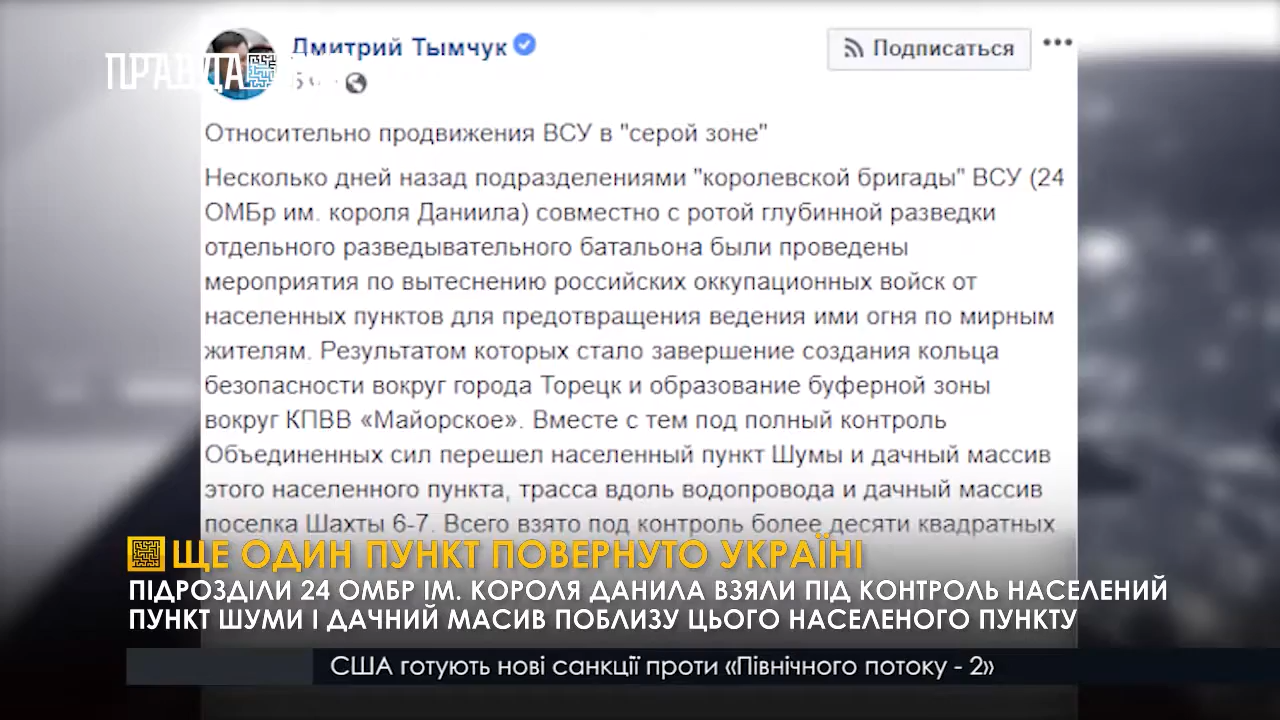 Дмитрий Тымчук
Подписаться
ПРАВДА
Относительно продвижения ВСУ в "серой зоне"
Несколько дней назад подразделениями "королевской бригады" ВСУ (24
ОМБр им. короля Даниила) совместно с ротой глубинной разведки
отдельного разведывательного батальона были проведены
мероприятия по вытеснению российских оккупационных войск от
населенных пунктов для предотвращения ведения ими огня по мирным
жителям. Результатом которых стало завершение создания кольца
безопасности вокруг города Торецк и образование буферной зоны
вокруг КПВВ «Майорское». Вместе с тем под полный контроль
Объединенных сил перешел населенный пункт Шумы и дачный массив
этого населенного пункта, трасса вдоль водопровода и дачный массив
поселка Шахты 6-7. Всего взято под контроль более десяти квадратных
ЩЕ ОДИН ПУНКТ ПОВЕРНУТО УКРАЇНІ
ПІДРОЗДІЛИ 24 ОМБР ІМ. КОРОЛЯ ДАНИЛА ВЗЯЛИ ПІД КОНТРОЛЬ НАСЕЛЕНИЙ
ПУНКТ ШУМИ І ДАЧНИЙ МАСИВ ПОБЛИЗУ ЦЬОГО НАСЕЛЕНОГО ПУНКТУ
США готують нові санкції проти «Північного потоку - 2»